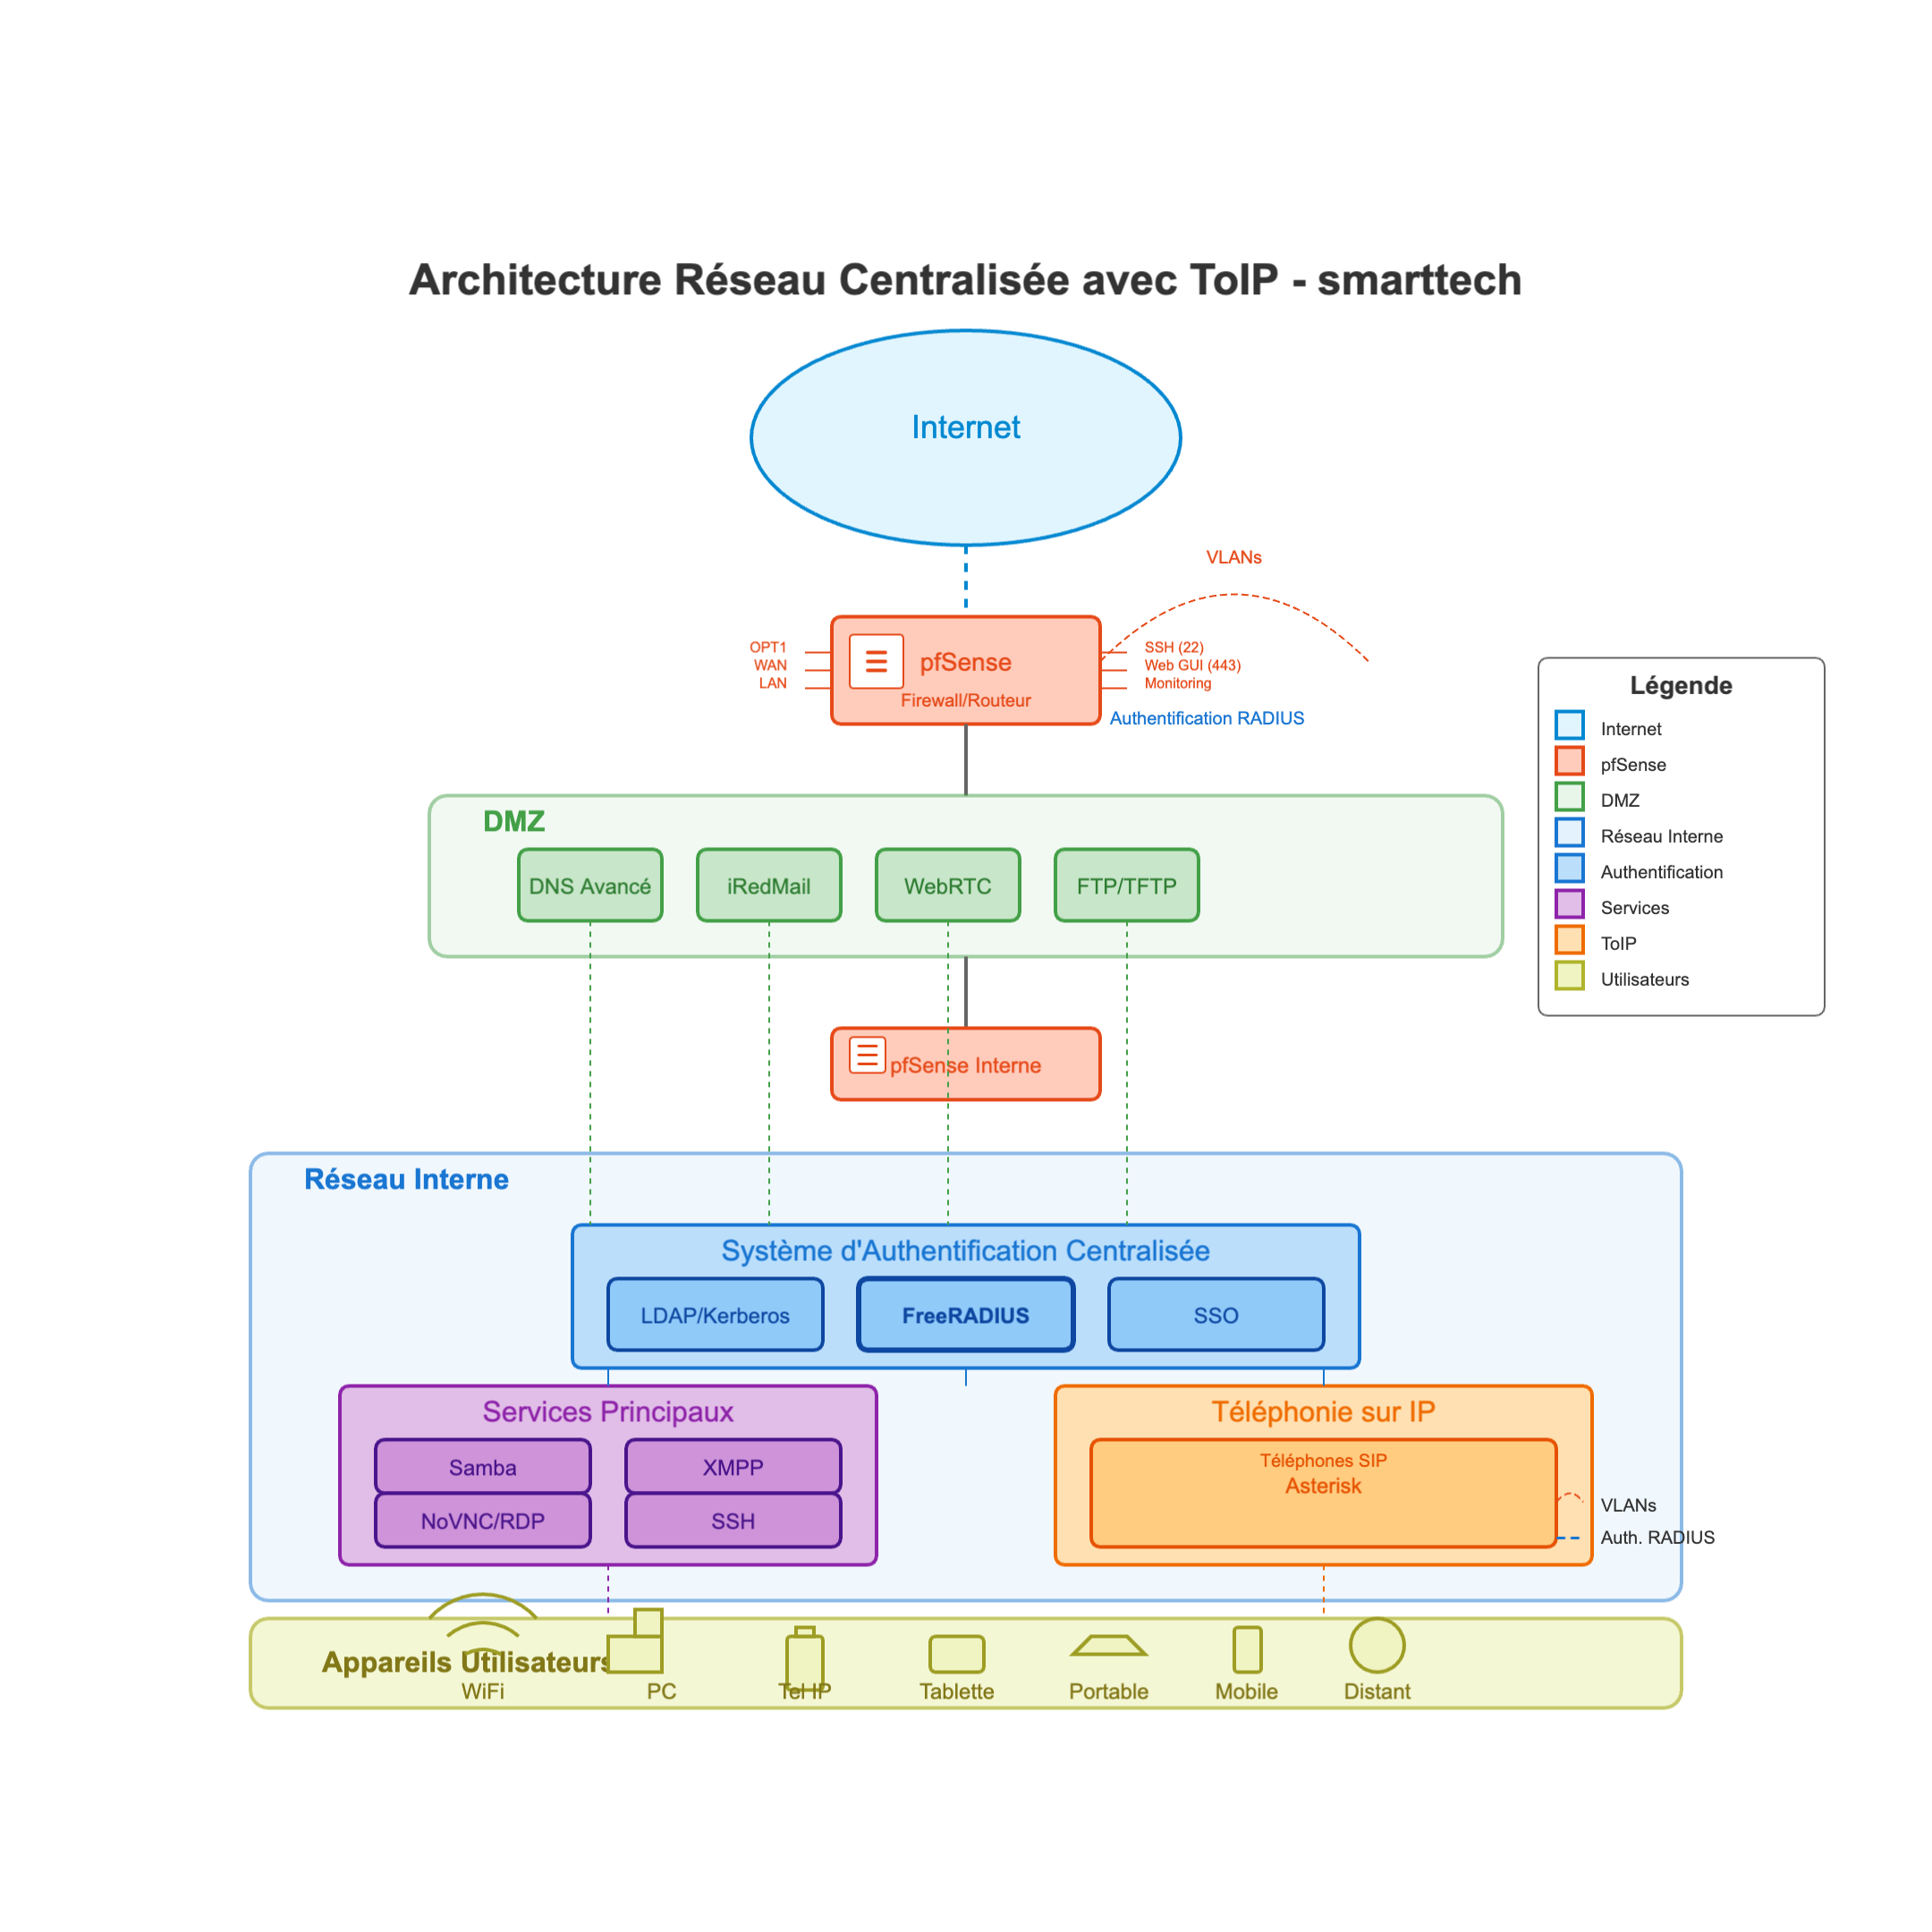 Architecture Réseau Centralisée avec ToIP - smarttech
Internet
VLANs
OPT1
WAN
LAN
pfSense
Firewall/Routeur
SSH (22)
Web GUI (443)
Monitoring
Authentification RADIUS
Légende
Internet
pfSense
DMZ
Réseau Interne
Authentification
Services
ToIP
Utilisateurs
DMZ
DNS Avancé
iRedMail
WebRTC
FTP/TFTP
pfSense Interne
Réseau Interne
Système d'Authentification Centralisée
LDAP/Kerberos
FreeRADIUS
SSO
Services Principaux
Samba
XMPP
NoVNC/RDP
SSH
Téléphonie sur IP
Téléphones SIP
Asterisk
VLANs
Auth. RADIUS
Appareils Utilisateurs
WiFi
PC
Tel IP
Tablette
Portable
Mobile
Distant